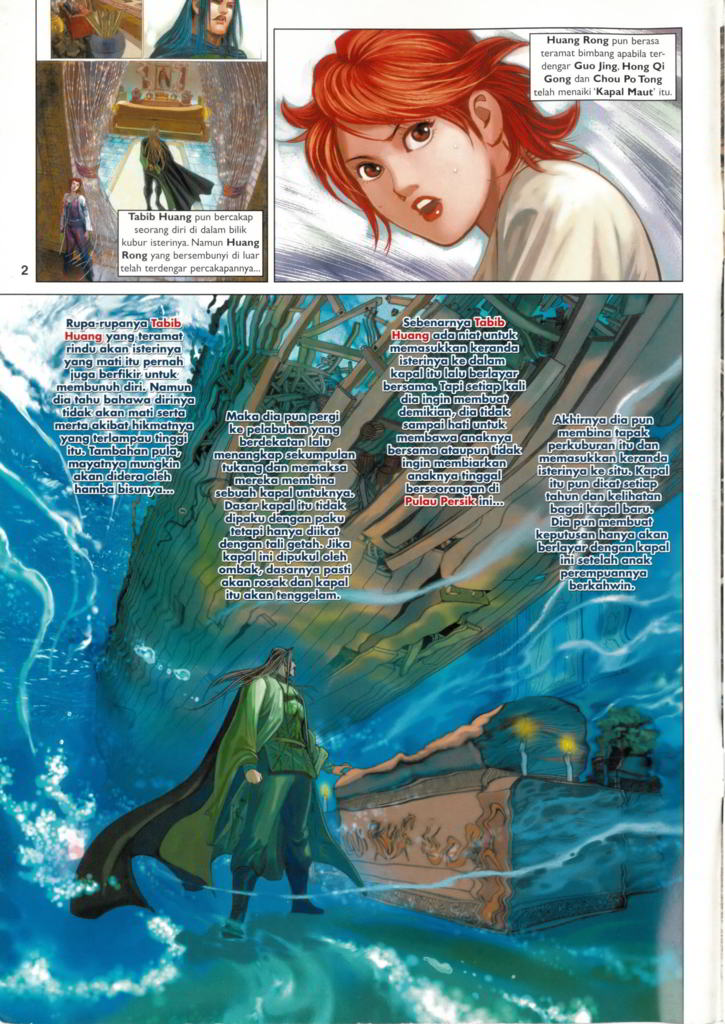 Tabib Huang pun bercakap
seorang diri di dalam bilik
kubur isterinya. Namun Huang
Rong yang bersembunyi di luar
telah terdengar percakapannya...
Huang Rong pun berasa
teramat bimbang apabila ter-
dengar Guo Jing, Hong Qi
Gong dan Chou Po Tong
telah menaiki 'Kapal Maut' itu.
2
Rupa-rupanya Tabib
Huang yang teramat
rindu akan isterinya
yang mati itu pernah
juga berfikir untuk
membunuh diri. Namun
dia tahu bahawa dirinya
tidak akan mati serta
merta akibat hikmatnya
yang terlampau tinggi
itu. Tambahan pula,
mayatnya mungkin
akan didera oleh
hamba bisunya...
Maka dia pun pergi
ke pelabuhan yang
berdekatan lalu
menangkap sekumpulan
tukang dan memaksa
mereka membina
sebuah kapal untuknya.
Dasar kapal itu tidak
dipaku dengan paku
tetapi hanya diikat
dengan tali getah. Jika
kapal ini dipukul oleh
ombak, dasarnya pasti
akan rosak dan kapal
itu akan tenggelam.
Sebenarnya Tabib
Huang ada niat untuk
memasukkan keranda
isterinya ke dalam
kapal itu lalu berlayar
bersama. Tapi setiap kali
dia ingin membuat
demikian, dia tidak
sampai hati untuk
membawa anaknya
bersama ataupun tidak
ingin membiarkan
anaknya tinggal
berseorangan di
Pulau Persik ini...
Akhirnya dia pun
membina tapak
perkuburan itu dan
memasukkan keranda
isterinya ke situ. Kapal
itu pun dicat setiap
tahun dan kelihatan
bagai kapal baru.
Dia pun membuat
keputusan hanya akan
berlayar dengan kapal
ini setelah anak
perempuannya
berkahwin.